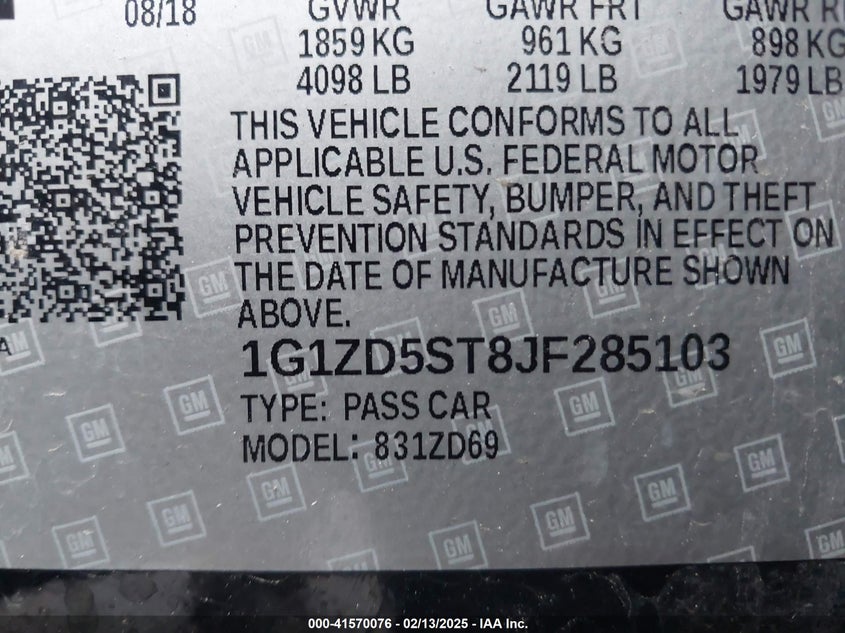 08/18 GVWR GAWR FRT GAWR
1859 KG 961 KG 898 KG
4098 LB 2119 LB 1979 LB
THIS VEHICLE CONFORMS TO ALL
APPLICABLE U.S. FEDERAL MOTOR
VEHICLE SAFETY, BUMPER, AND THEFT
PREVENTION STANDARDS IN EFFECT ON
THE DATE OF MANUFACTURE SHOWN
ABOVE.
1G1ZD5ST8JF285103
TYPE: PASS CAR
MODEL: 831ZD69
GM
000-41570076 - 02/13/2025 - IAA Inc.